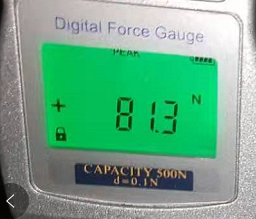 Digital Force Gauge
PEAK
+ 81.3 N
CAPACITY 500N
d=0.1N